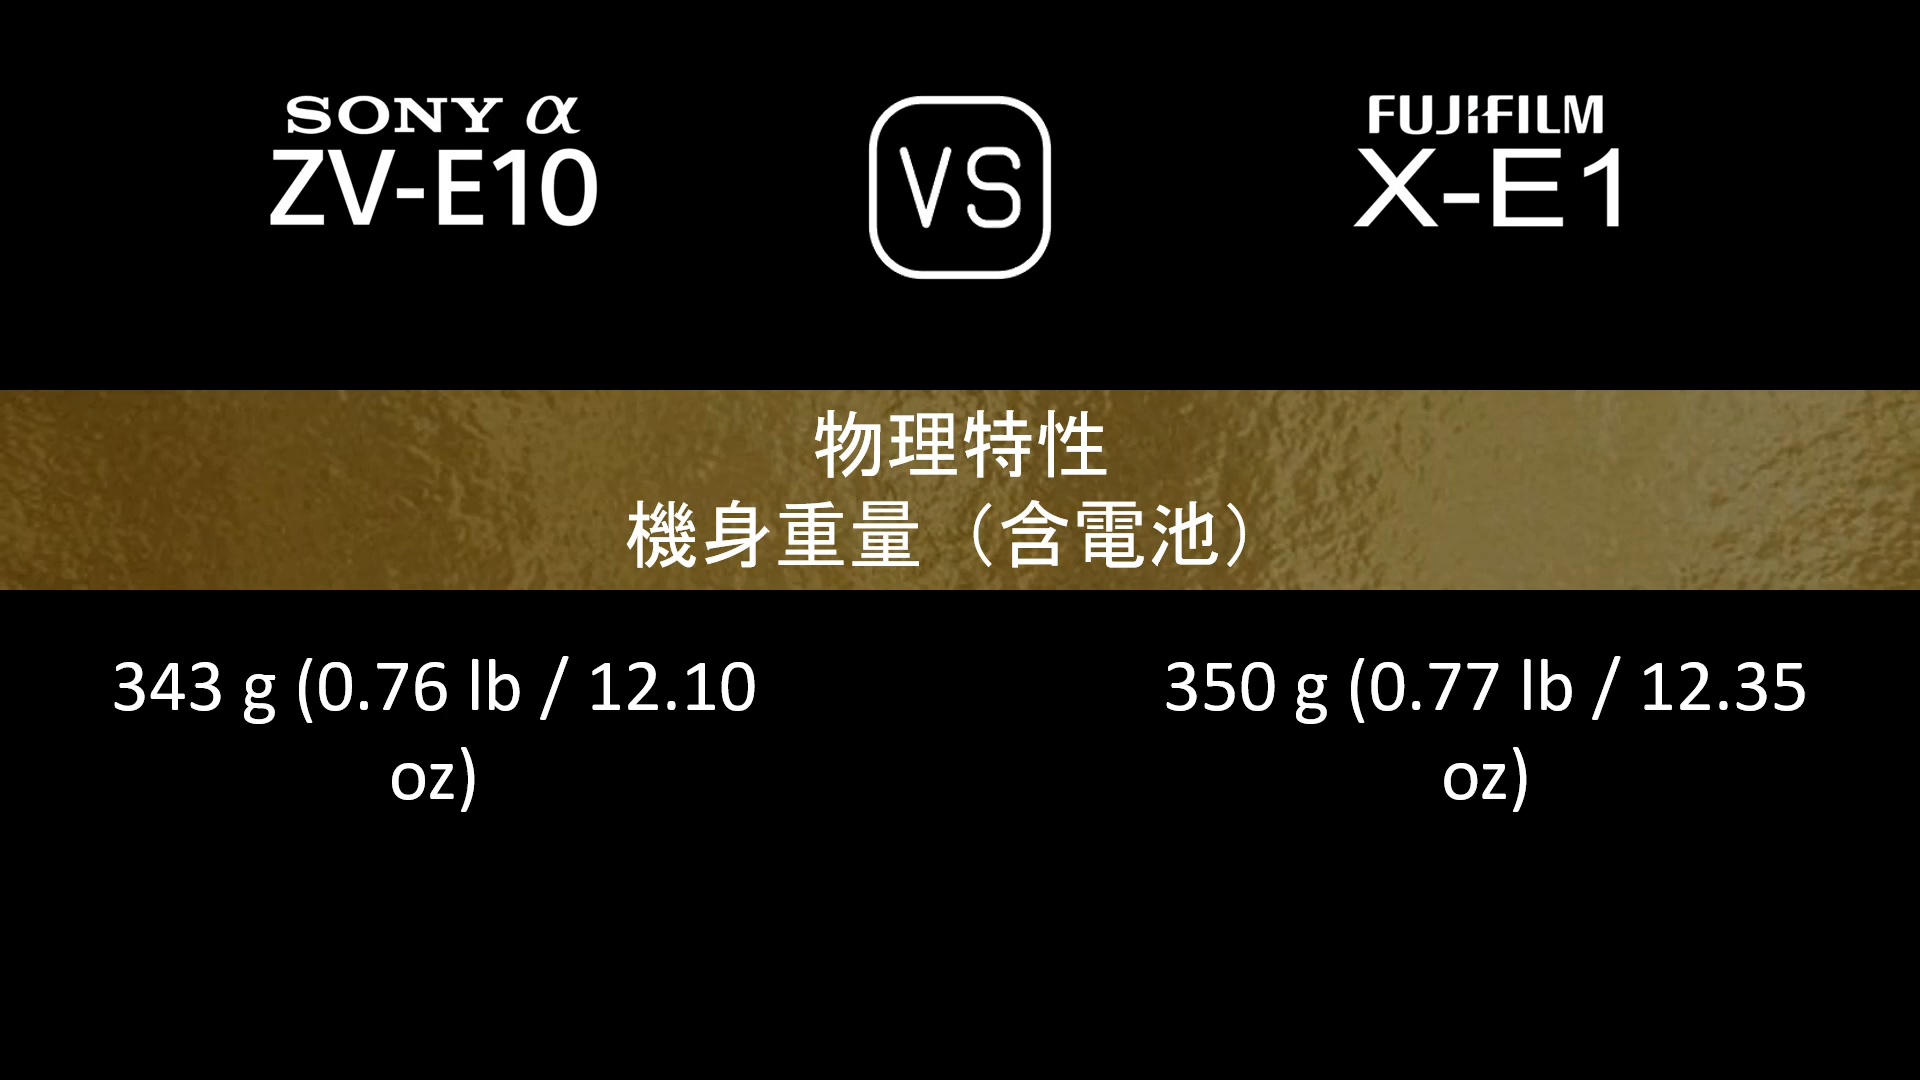 SONY α
ZV-E10
VS
FUJIFILM
X-E1
物理特性
機身重量（含電池）
343 g (0.76 lb / 12.10
oz)
350 g (0.77 lb / 12.35
oz)